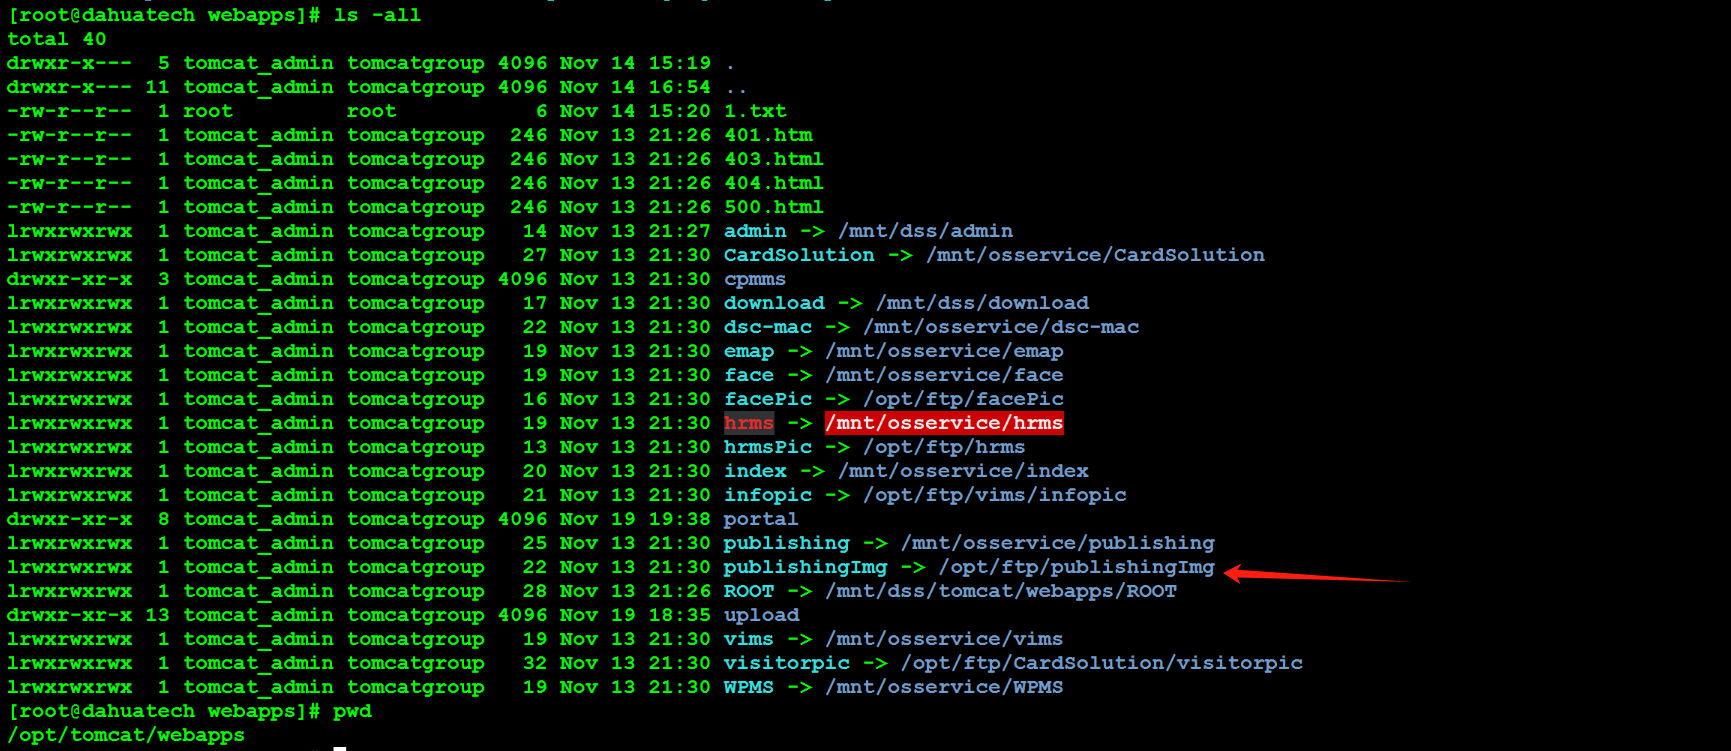 [root@dahuatech webapps]# ls -all
total 40
drwxr-x--- 5 tomcat_admin tomcatgroup 4096 Nov 14 15:19 .
drwxr-x--- 11 tomcat_admin tomcatgroup 4096 Nov 14 16:54 ..
-rw-r--r-- 1 root root 6 Nov 14 15:20 1.txt
-rw-r--r-- 1 tomcat_admin tomcatgroup 246 Nov 13 21:26 401.htm
-rw-r--r-- 1 tomcat_admin tomcatgroup 246 Nov 13 21:26 403.html
-rw-r--r-- 1 tomcat_admin tomcatgroup 246 Nov 13 21:26 404.html
-rw-r--r-- 1 tomcat_admin tomcatgroup 246 Nov 13 21:26 500.html
lrwxrwxrwx 1 tomcat_admin tomcatgroup 14 Nov 13 21:27 admin -> /mnt/dss/admin
lrwxrwxrwx 1 tomcat_admin tomcatgroup 27 Nov 13 21:30 CardSolution -> /mnt/osservice/CardSolution
drwxr-xr-x 3 tomcat_admin tomcatgroup 4096 Nov 13 21:30 cpmms
lrwxrwxrwx 1 tomcat_admin tomcatgroup 17 Nov 13 21:30 download -> /mnt/dss/download
lrwxrwxrwx 1 tomcat_admin tomcatgroup 22 Nov 13 21:30 dsc-mac -> /mnt/osservice/dsc-mac
lrwxrwxrwx 1 tomcat_admin tomcatgroup 19 Nov 13 21:30 emap -> /mnt/osservice/emap
lrwxrwxrwx 1 tomcat_admin tomcatgroup 19 Nov 13 21:30 face -> /mnt/osservice/face
lrwxrwxrwx 1 tomcat_admin tomcatgroup 16 Nov 13 21:30 facePic -> /opt/ftp/facePic
lrwxrwxrwx 1 tomcat_admin tomcatgroup 19 Nov 13 21:30 hrms -> /mnt/osservice/hrms
lrwxrwxrwx 1 tomcat_admin tomcatgroup 13 Nov 13 21:30 hrmsPic -> /opt/ftp/hrms
lrwxrwxrwx 1 tomcat_admin tomcatgroup 20 Nov 13 21:30 index -> /mnt/osservice/index
lrwxrwxrwx 1 tomcat_admin tomcatgroup 21 Nov 13 21:30 infopic -> /opt/ftp/vims/infopic
drwxr-xr-x 8 tomcat_admin tomcatgroup 4096 Nov 19 19:38 portal
lrwxrwxrwx 1 tomcat_admin tomcatgroup 25 Nov 13 21:30 publishing -> /mnt/osservice/publishing
lrwxrwxrwx 1 tomcat_admin tomcatgroup 22 Nov 13 21:30 publishingImg -> /opt/ftp/publishingImg
lrwxrwxrwx 1 tomcat_admin tomcatgroup 28 Nov 13 21:26 ROOT -> /mnt/dss/tomcat/webapps/ROOT
drwxr-xr-x 13 tomcat_admin tomcatgroup 4096 Nov 19 18:35 upload
lrwxrwxrwx 1 tomcat_admin tomcatgroup 19 Nov 13 21:30 vims -> /mnt/osservice/vims
lrwxrwxrwx 1 tomcat_admin tomcatgroup 32 Nov 13 21:30 visitorpic -> /opt/ftp/CardSolution/visitorpic
lrwxrwxrwx 1 tomcat_admin tomcatgroup 19 Nov 13 21:30 WPMS -> /mnt/osservice/WPMS
[root@dahuatech webapps]# pwd
/opt/tomcat/webapps